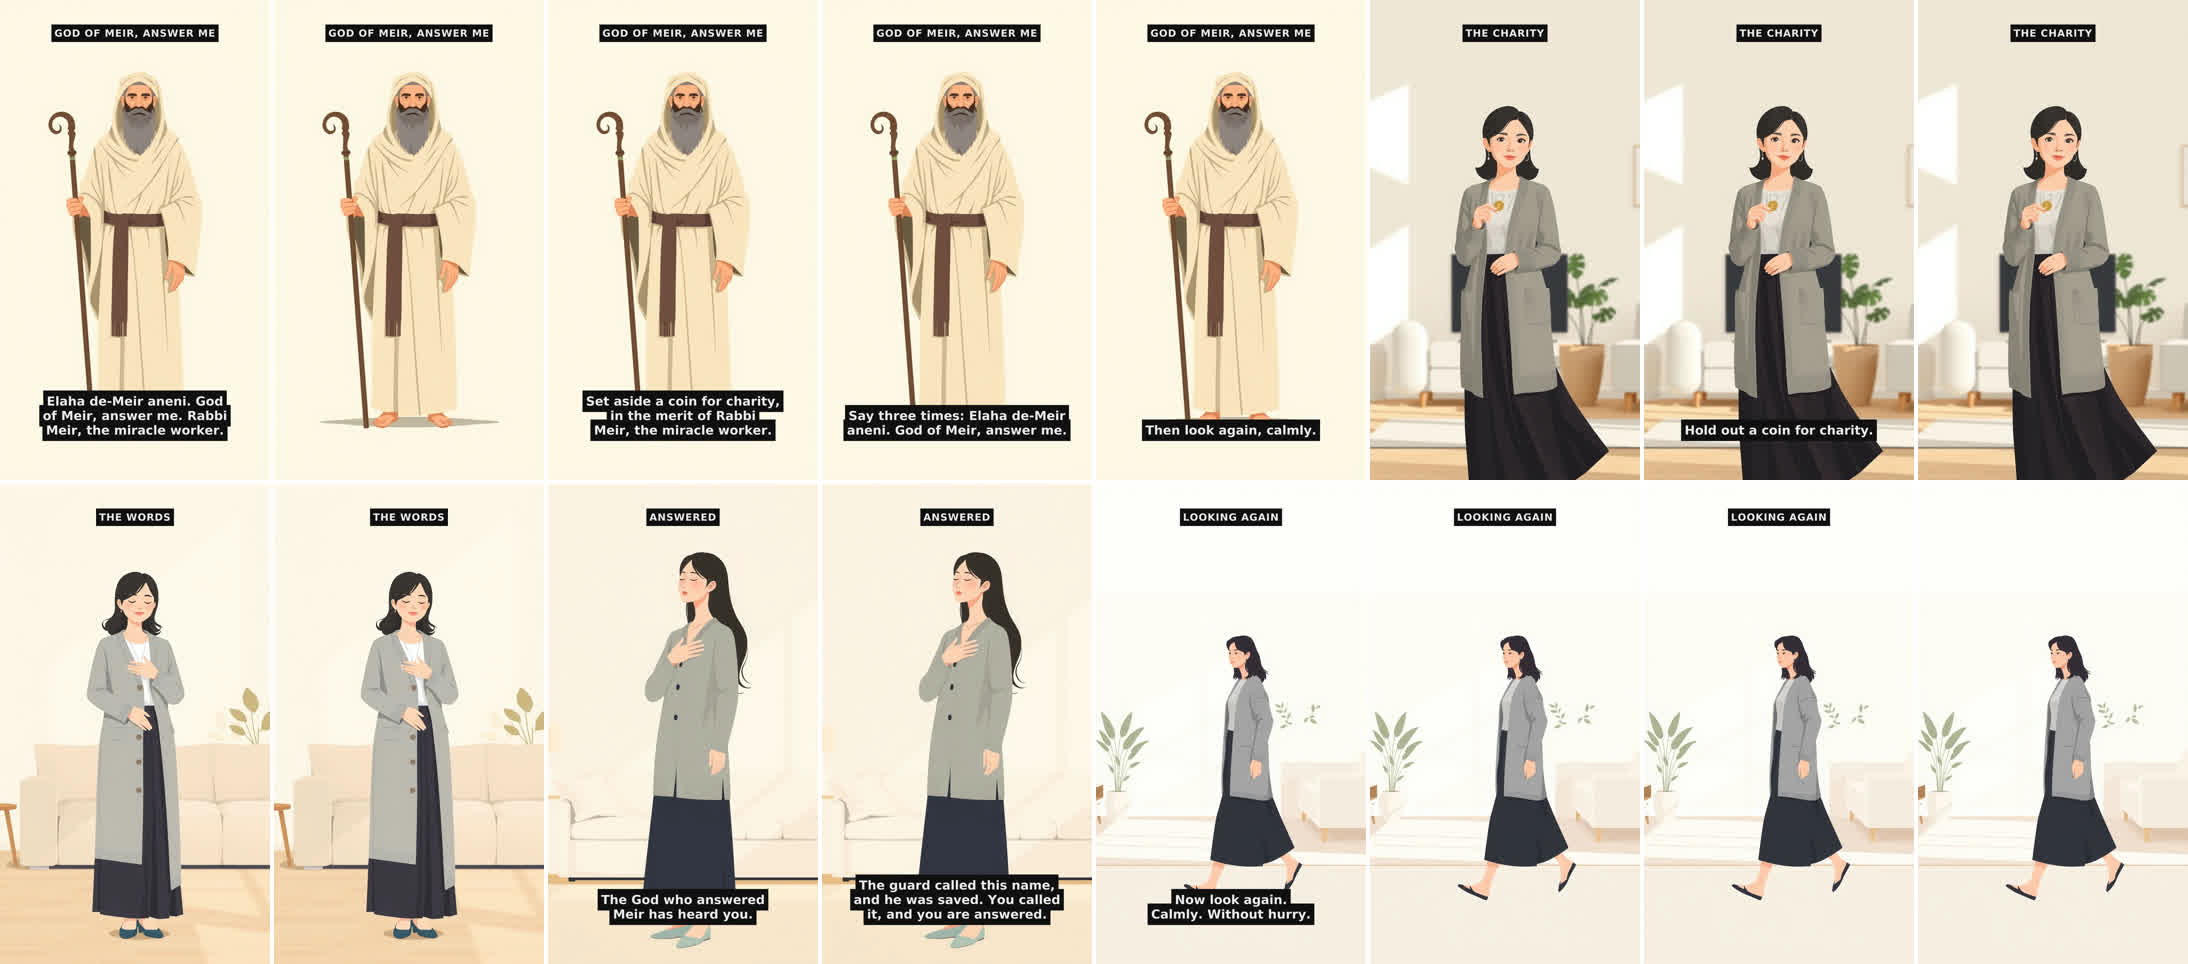 GOD OF MEIR, ANSWER ME
Elaha de-Meir aneni. God
of Meir, answer me. Rabbi
Meir, the miracle worker.
GOD OF MEIR, ANSWER ME
GOD OF MEIR, ANSWER ME
Set aside a coin for charity,
in the merit of Rabbi
Meir, the miracle worker.
GOD OF MEIR, ANSWER ME
Say three times: Elaha de-Meir
aneni. God of Meir, answer me.
GOD OF MEIR, ANSWER ME
Then look again, calmly.
THE CHARITY
THE CHARITY
Hold out a coin for charity.
THE CHARITY
THE WORDS
THE WORDS
ANSWERED
The God who answered
Meir has heard you.
ANSWERED
The guard called this name,
and he was saved. You called
it, and you are answered.
LOOKING AGAIN
Now look again.
Calmly. Without hurry.
LOOKING AGAIN
LOOKING AGAIN